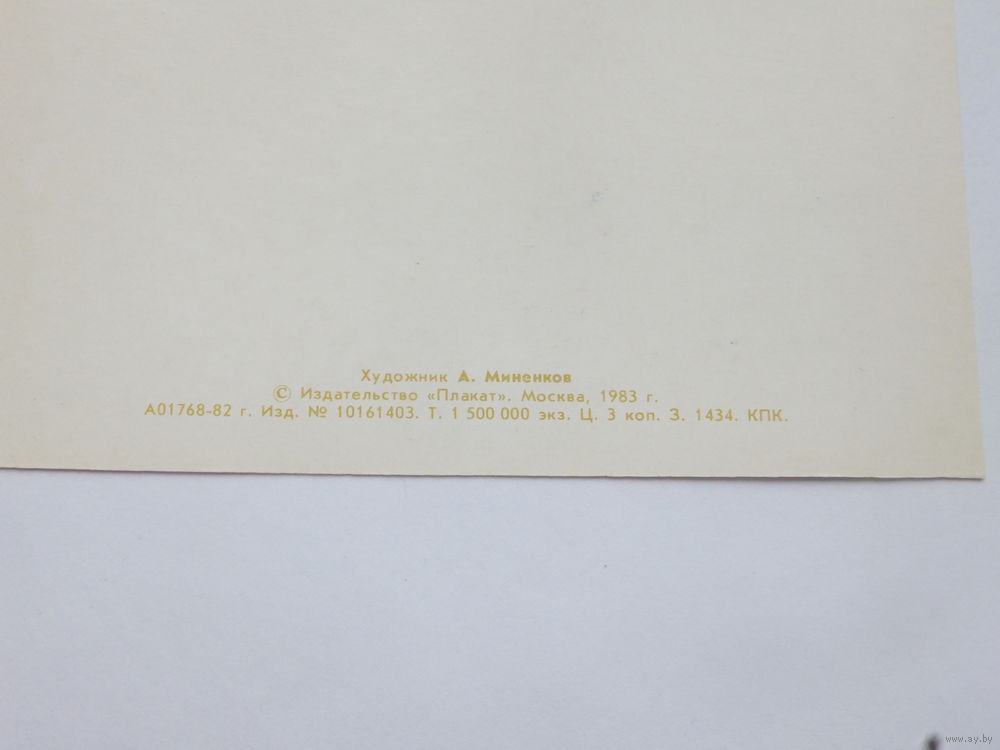 Художник А. Миненков
© Издательство «Плакат». Москва, 1983 г.
А01768-82 г. Изд. № 10161403. Т. 1 500 000 экз. Ц. 3 коп. З. 1434. КПК.
www.ay.by